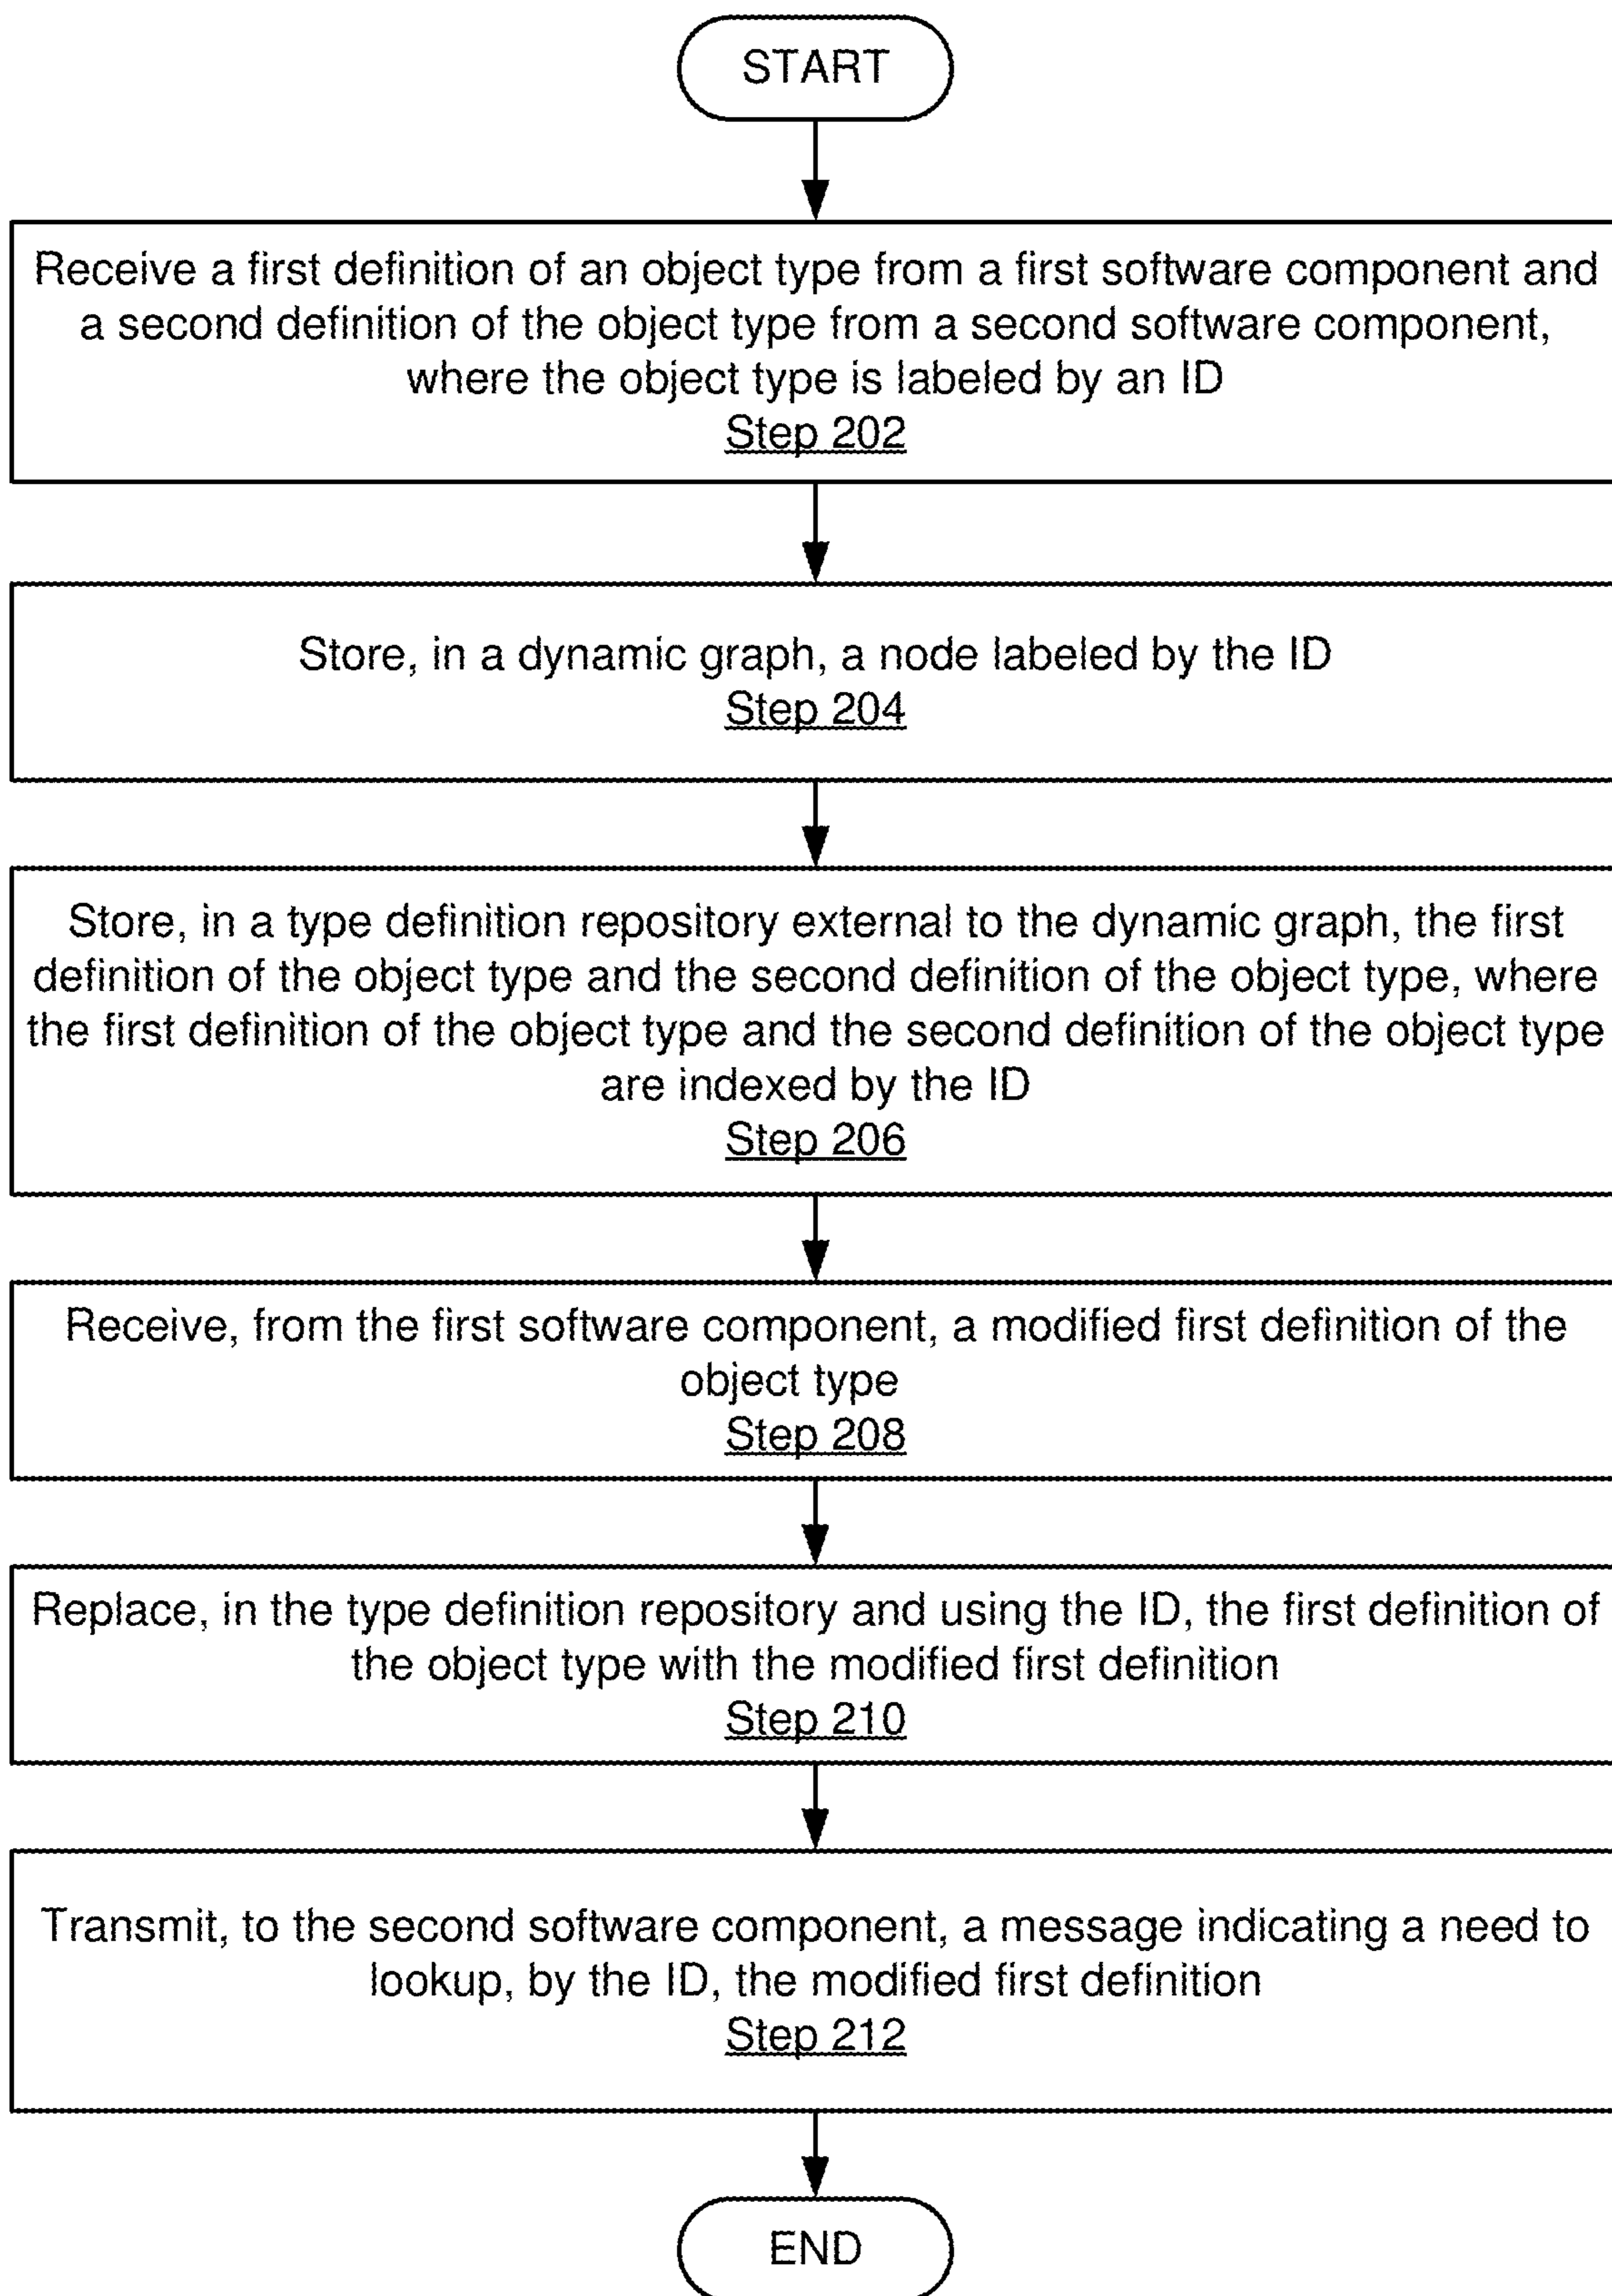 START
Receive a first definition of an object type from a first software component and
a second definition of the object type from a second software component,
where the object type is labeled by an ID
Step 202
Store, in a dynamic graph, a node labeled by the ID
Step 204
Store, in a type definition repository external to the dynamic graph, the first
definition of the object type and the second definition of the object type, where
the first definition of the object type and the second definition of the object type
are indexed by the ID
Step 206
Receive, from the first software component, a modified first definition of the
object type
Step 208
Replace, in the type definition repository and using the ID, the first definition of
the object type with the modified first definition
Step 210
Transmit, to the second software component, a message indicating a need to
lookup, by the ID, the modified first definition
Step 212
END